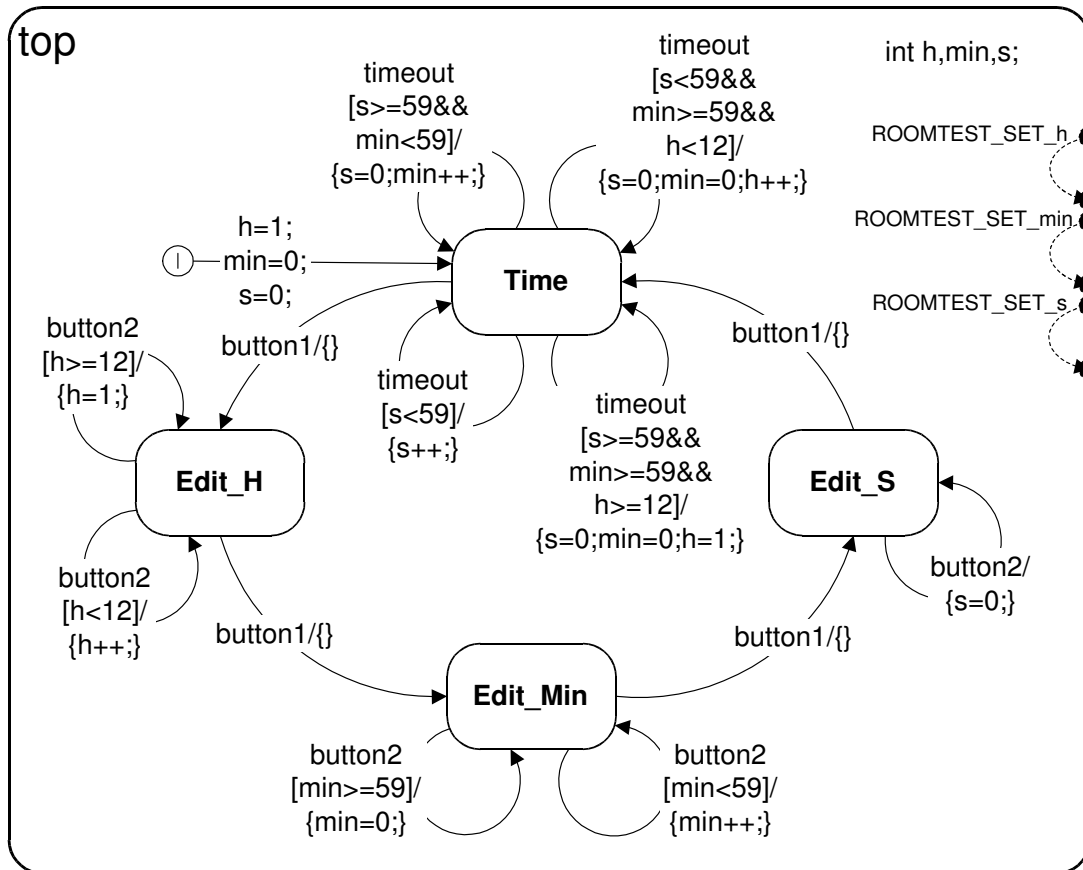 top
int h,min,s;
timeout
[s>=59&&
min<59]/
{s=0;min++;}
timeout
[s<59&&
min>=59&&
h<12]/
{s=0;min=0;h++;}
ROOMTEST_SET_h
ROOMTEST_SET_min
ROOMTEST_SET_s
I
h=1;
min=0;
s=0;
Time
button1/{}
button1/{}
button2
[h>=12]/
{h=1;}
timeout
[s<59]/
{s++;}
timeout
[s>=59&&
min>=59&&
h>=12]/
{s=0;min=0;h=1;}
Edit_H
Edit_S
button2
[h<12]/
{h++;}
button2/
{s=0;}
button1/{}
button1/{}
Edit_Min
button2
[min>=59]/
{min=0;}
button2
[min<59]/
{min++;}